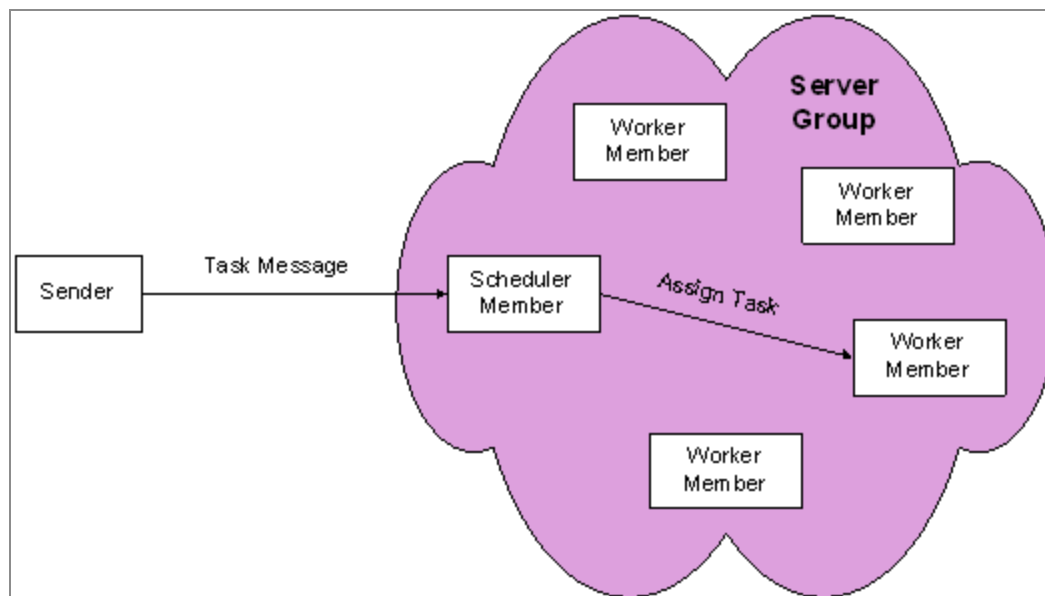 Server
Group
Worker
Member
Worker
Member
Task Message
Sender
Scheduler
Member
Assign Task
Worker
Member
Worker
Member